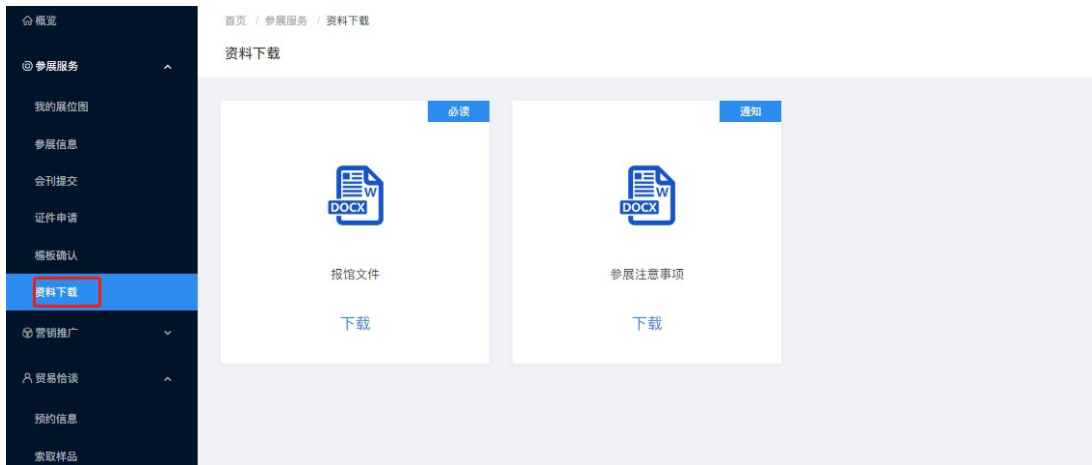 概览
参展服务
我的展位图
参展信息
会刊提交
证件申请
楣板确认
资料下载
营销推广
贸易洽谈
预约信息
索取样品
首页 / 参展服务 / 资料下载
资料下载
必读
W
DOCX
报馆文件
下载
通知
W
DOCX
参展注意事项
下载